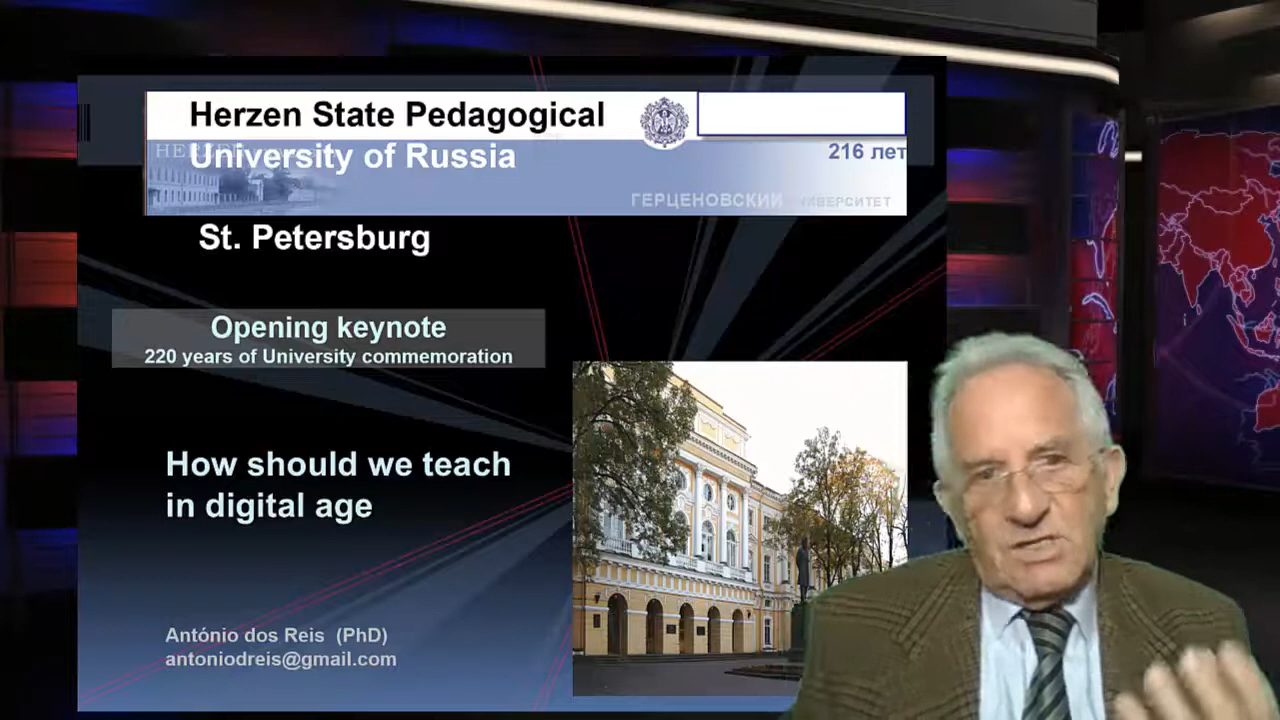 Herzen State Pedagogical
University of Russia
216 лет
ГЕРЦЕНОВСКИЙ УНИВЕРСИТЕТ
St. Petersburg
Opening keynote
220 years of University commemoration
How should we teach
in digital age
António dos Reis (PhD)
antoniodreis@gmail.com